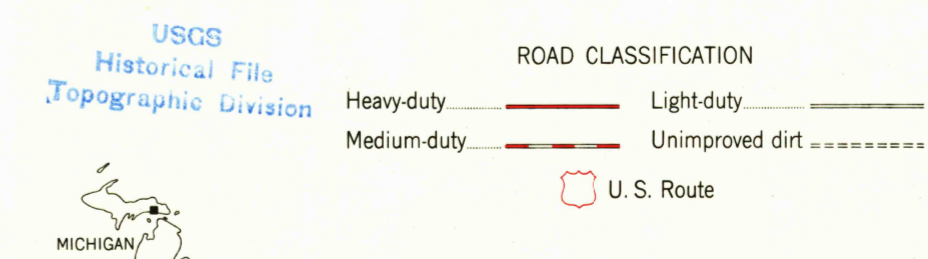 USGS
Historical File
Topographic Division
ROAD CLASSIFICATION
Heavy-duty
Light-duty
Medium-duty
Unimproved dirt
U. S. Route
MICHIGAN